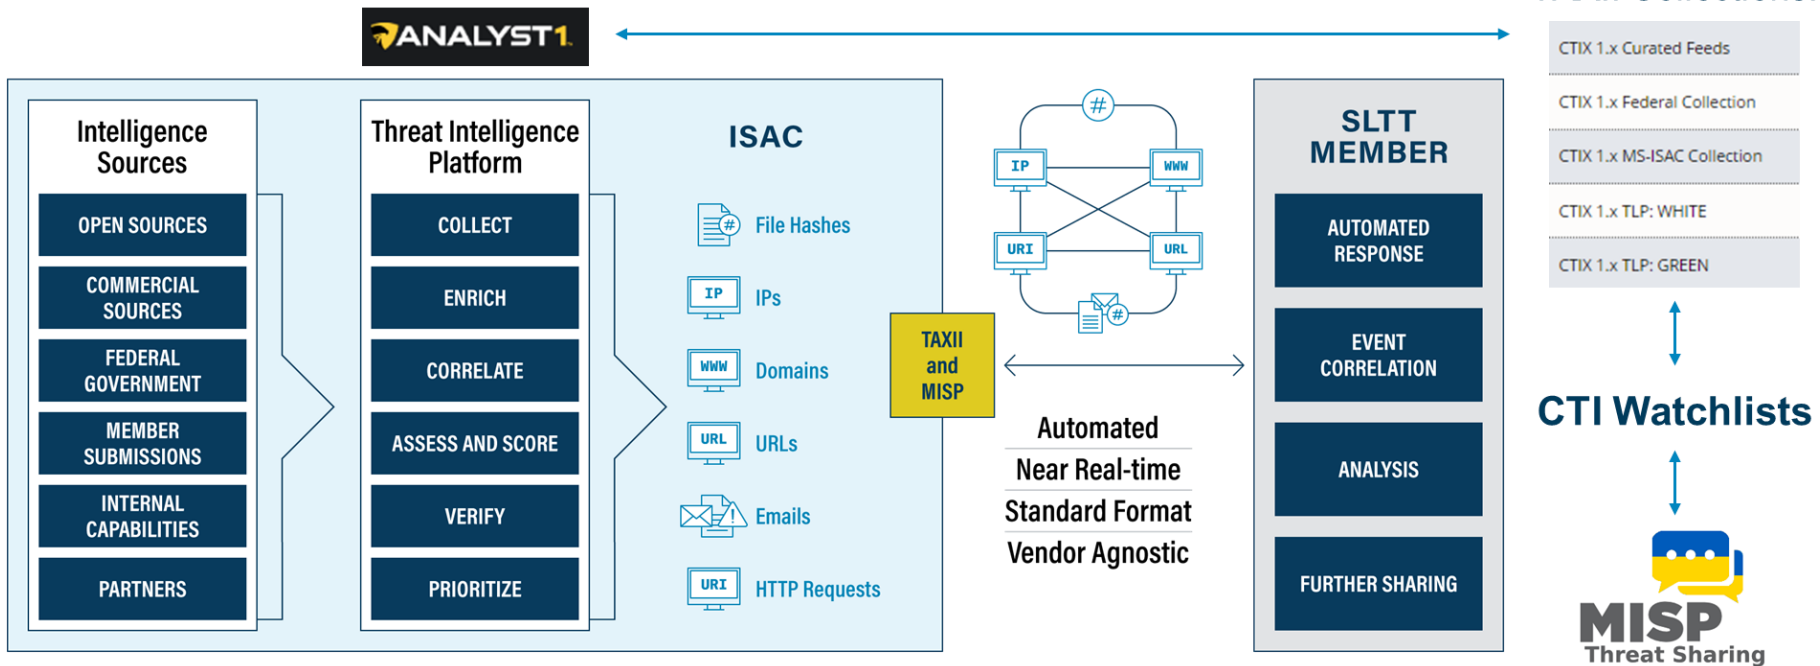 Collections
ANALYST1
CTIX 1.x Curated Feeds
CTIX 1.x Federal Collection
CTIX 1.x MS-ISAC Collection
CTIX 1.x TLP: WHITE
CTIX 1.x TLP: GREEN
Intelligence
Sources
OPEN SOURCES
COMMERCIAL
SOURCES
FEDERAL
GOVERNMENT
MEMBER
SUBMISSIONS
INTERNAL
CAPABILITIES
PARTNERS
Threat Intelligence
Platform
COLLECT
ENRICH
CORRELATE
ASSESS AND SCORE
VERIFY
PRIORITIZE
ISAC
# File Hashes
IP IPs
WWW Domains
URL URLs
Emails
URI HTTP Requests
TAXII
and
MISP
#
IP WWW
URI URL
#
Automated
Near Real-time
Standard Format
Vendor Agnostic
SLTT
MEMBER
AUTOMATED
RESPONSE
EVENT
CORRELATION
ANALYSIS
FURTHER SHARING
CTI Watchlists
MISP
Threat Sharing